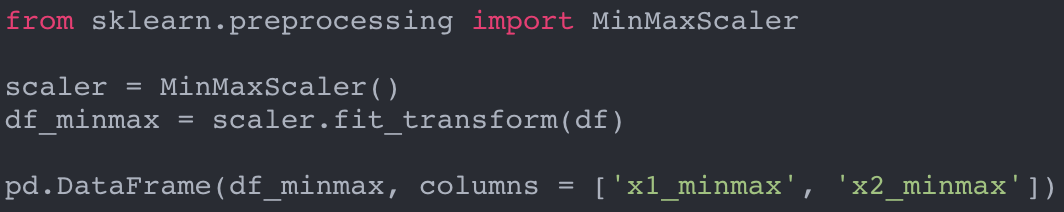 from sklearn.preprocessing import MinMaxScaler
scaler = MinMaxScaler()
df_minmax = scaler.fit_transform(df)
pd.DataFrame(df_minmax, columns = ['x1_minmax', 'x2_minmax'])